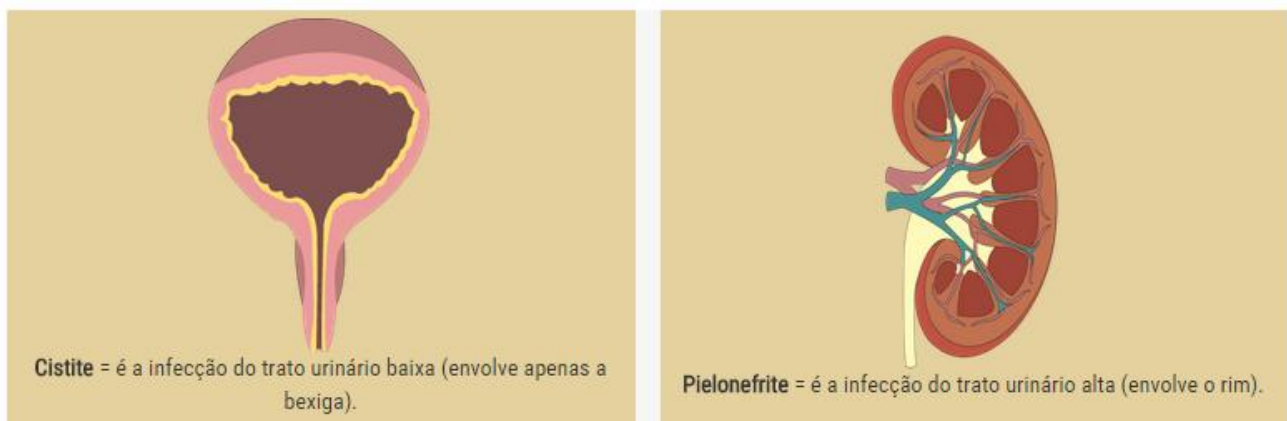 Cistite = é a infecção do trato urinário baixa (envolve apenas a
bexiga).
Pielonefrite = é a infecção do trato urinário alta (envolve o rim).